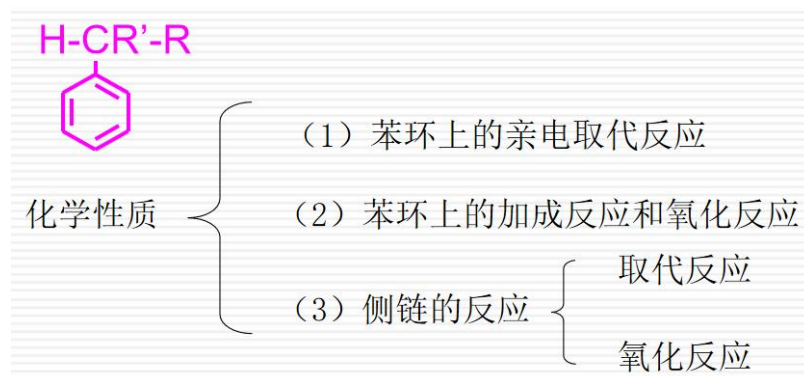 H-CR'-R
（1）苯环上的亲电取代反应
化学性质
（2）苯环上的加成反应和氧化反应
取代反应
（3）侧链的反应
氧化反应